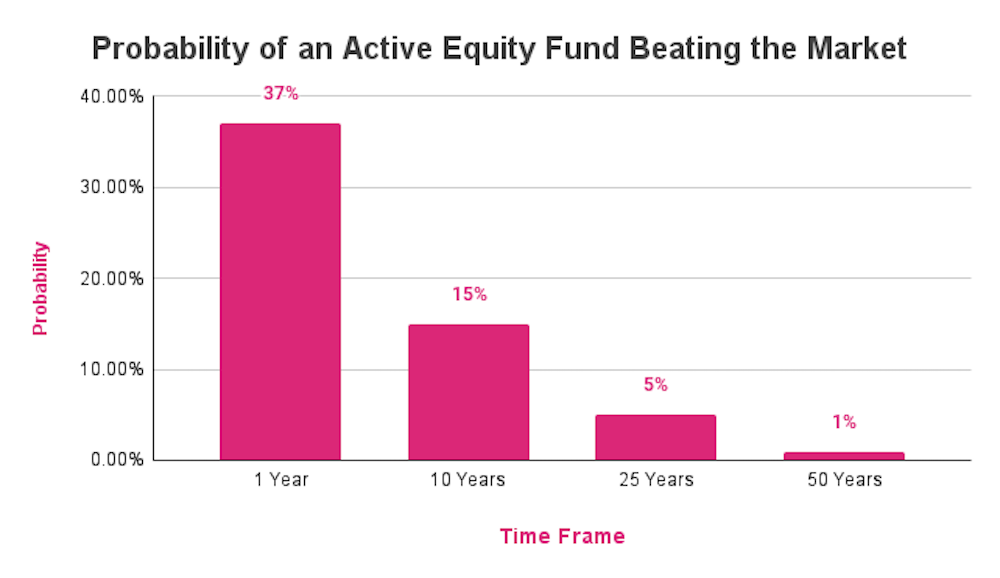 Probability of an Active Equity Fund Beating the Market
40.00%
30.00%
20.00%
10.00%
0.00%
Probability
37%
15%
5%
1%
1 Year
10 Years
25 Years
50 Years
Time Frame